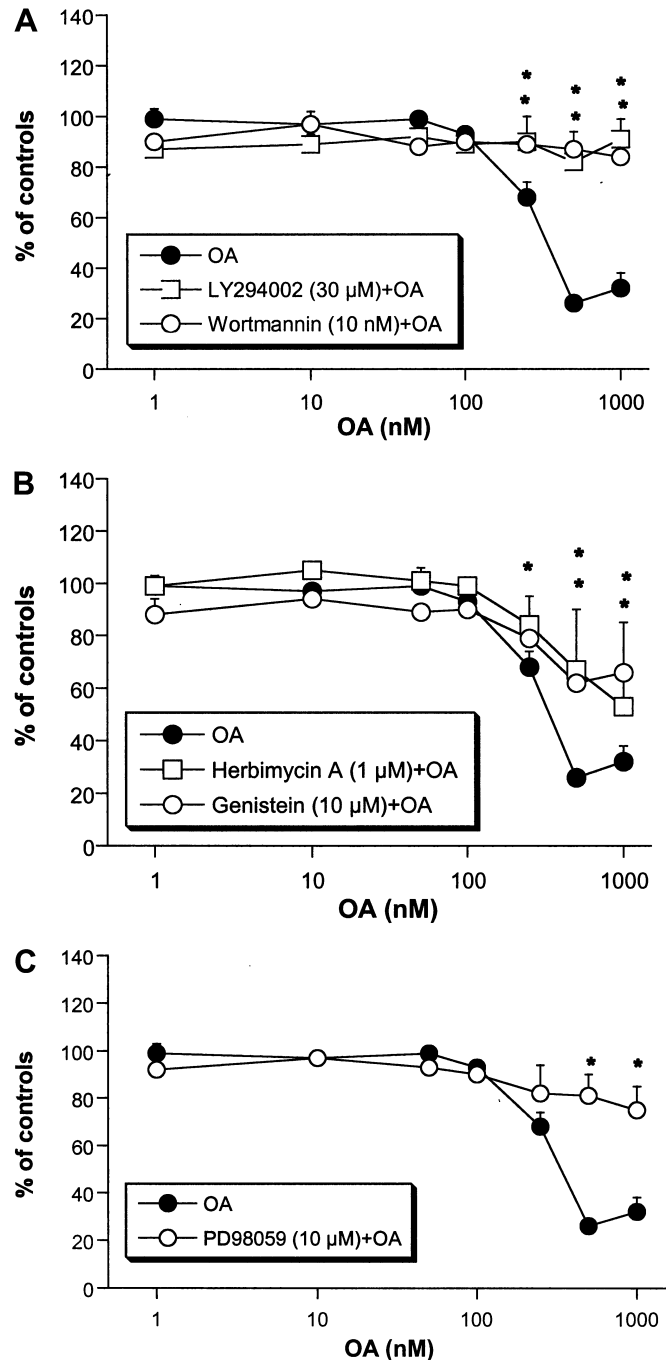 A
140
120
100
80
60
40
20
0
% of controls
* * *
* * *
OA
LY294002 (30 µM)+OA
Wortmannin (10 nM)+OA
1 10 100 1000
OA (nM)
B
140
120
100
80
60
40
20
0
% of controls
* * *
* *
OA
Herbimycin A (1 µM)+OA
Genistein (10 µM)+OA
1 10 100 1000
OA (nM)
C
140
120
100
80
60
40
20
0
% of controls
* *
OA
PD98059 (10 µM)+OA
1 10 100 1000
OA (nM)